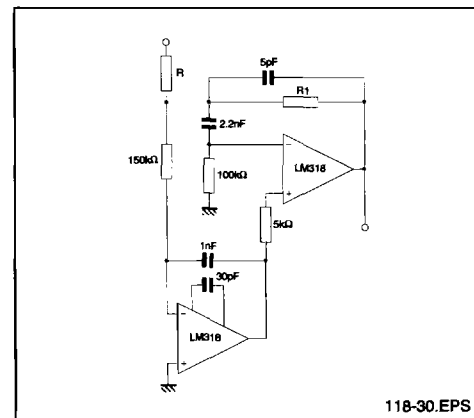 R
5pF
R1
2.2nF
150kΩ
100kΩ
LM318
5kΩ
1nF
30pF
LM318
118-30.EPS